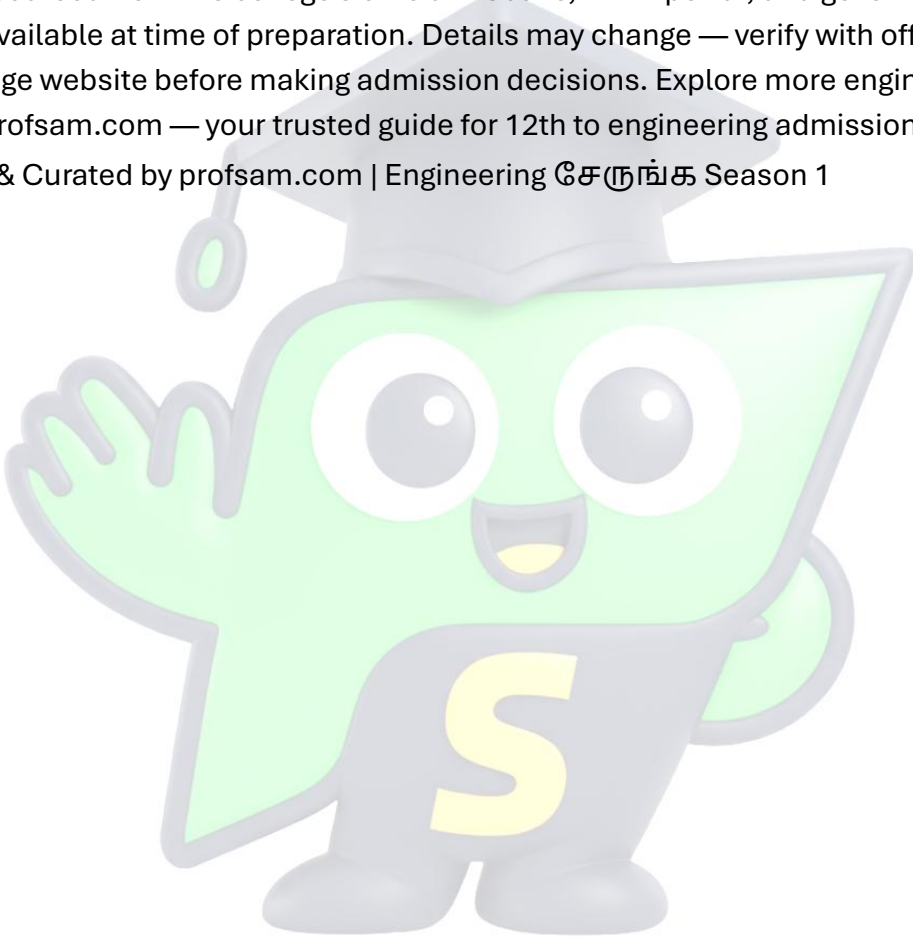 vailable at time of preparation. Details may change — verify with off
ge website before making admission decisions. Explore more engin
rofsam.com — your trusted guide for 12th to engineering admission
& Curated by profsam.com | Engineering சேருங்க Season 1
S